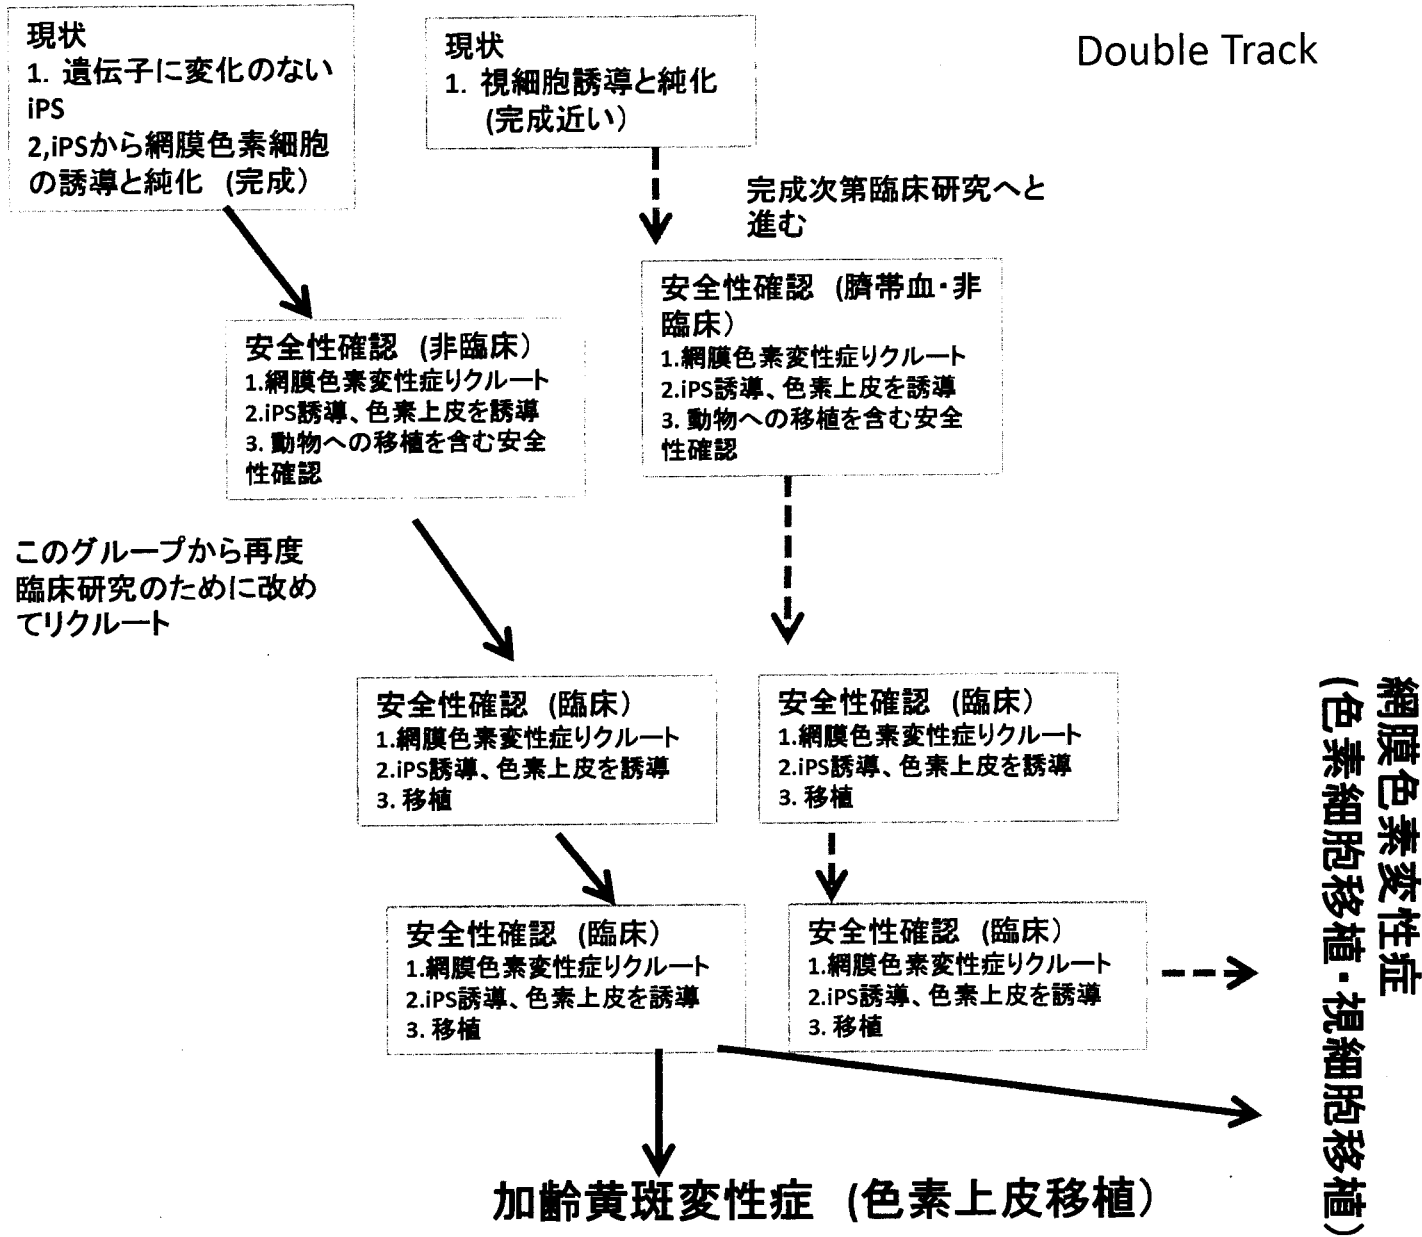 Double Track
現状
1. 遺伝子に変化のない
iPS
2,iPSから網膜色素細胞
の誘導と純化 (完成)
現状
1. 視細胞誘導と純化
(完成近い)
完成次第臨床研究へと
進む
安全性確認 (非臨床)
1.網膜色素変性症りクルート
2.iPS誘導、色素上皮を誘導
3. 動物への移植を含む安全
性確認
安全性確認 (臍帯血・非
臨床)
1.網膜色素変性症りクルート
2.iPS誘導、色素上皮を誘導
3. 動物への移植を含む安全
性確認
このグループから再度
臨床研究のために改め
てリクルート
安全性確認 (臨床)
1.網膜色素変性症りクルート
2.iPS誘導、色素上皮を誘導
3. 移植
安全性確認 (臨床)
1.網膜色素変性症りクルート
2.iPS誘導、色素上皮を誘導
3. 移植
安全性確認 (臨床)
1.網膜色素変性症りクルート
2.iPS誘導、色素上皮を誘導
3. 移植
安全性確認 (臨床)
1.網膜色素変性症りクルート
2.iPS誘導、色素上皮を誘導
3. 移植
網膜色素変性症
(色素細胞移植・視細胞移植)
加齢黄斑変性症 (色素上皮移植)